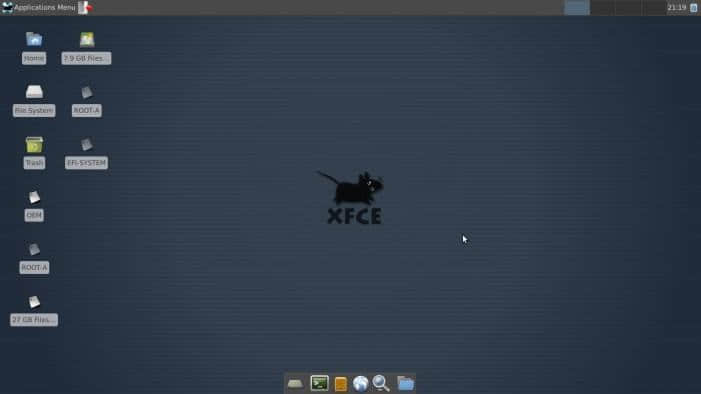 Applications Menu
21:19
Home
7.9 GB Files...
File System
ROOT-A
Trash
EFI-SYSTEM
OEM
ROOT-A
27 GB Files...
XFCE